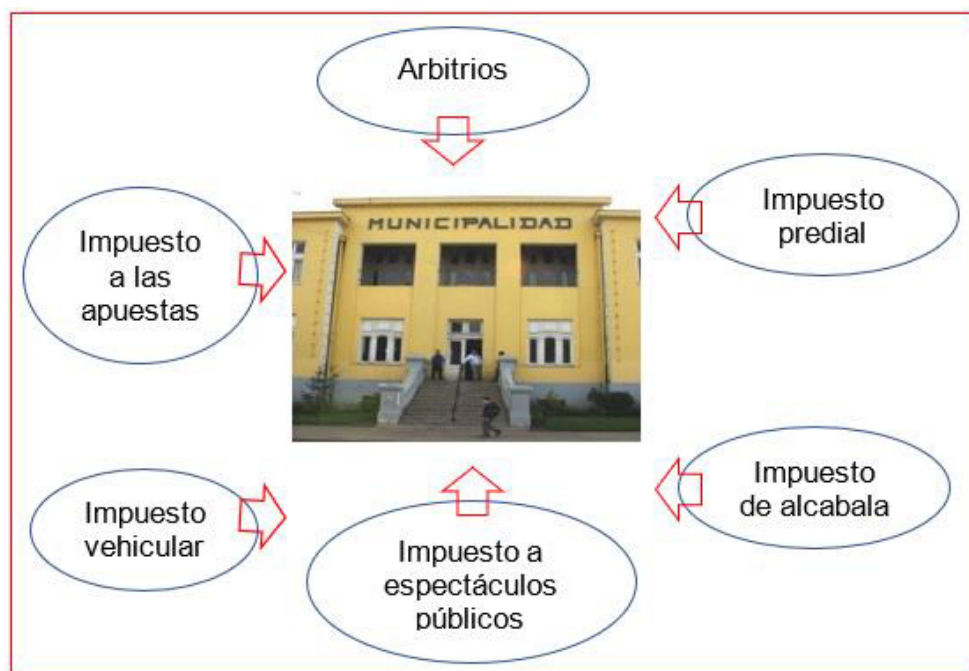 Arbitrios
MUNICIPALIDAD
Impuesto
predial
Impuesto
a las
apuestas
Impuesto
de alcabala
Impuesto
vehicular
Impuesto a
espectáculos
públicos